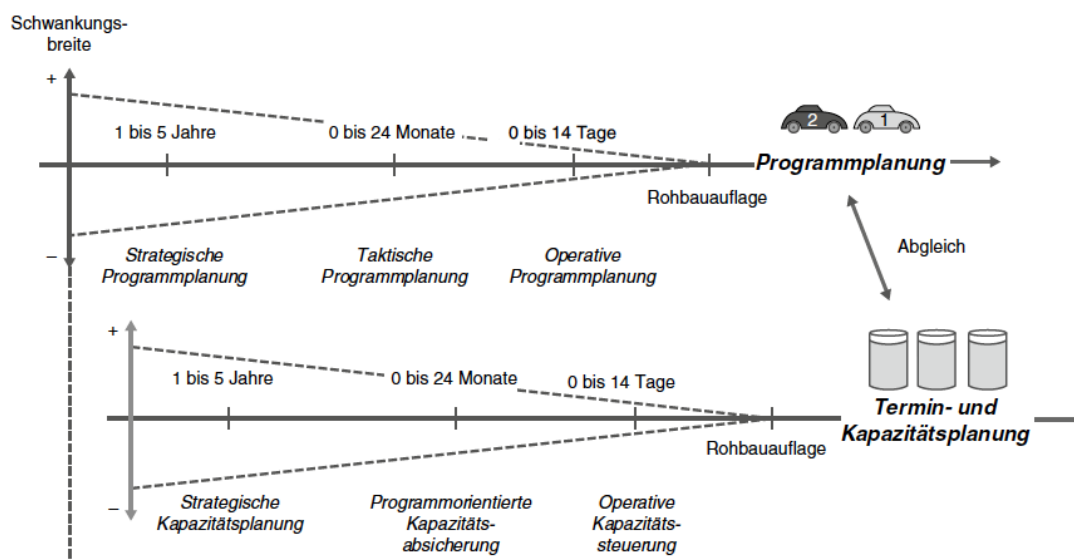 Schwankungs-
breite
+
1 bis 5 Jahre
0 bis 24 Monate
0 bis 14 Tage
2
1
Programmplanung
Rohbauauflage
–
Strategische
Programmplanung
Taktische
Programmplanung
Operative
Programmplanung
Abgleich
+
1 bis 5 Jahre
0 bis 24 Monate
0 bis 14 Tage
Termin- und
Kapazitätsplanung
Rohbauauflage
–
Strategische
Kapazitätsplanung
Programmorientierte
Kapazitäts-
absicherung
Operative
Kapazitäts-
steuerung